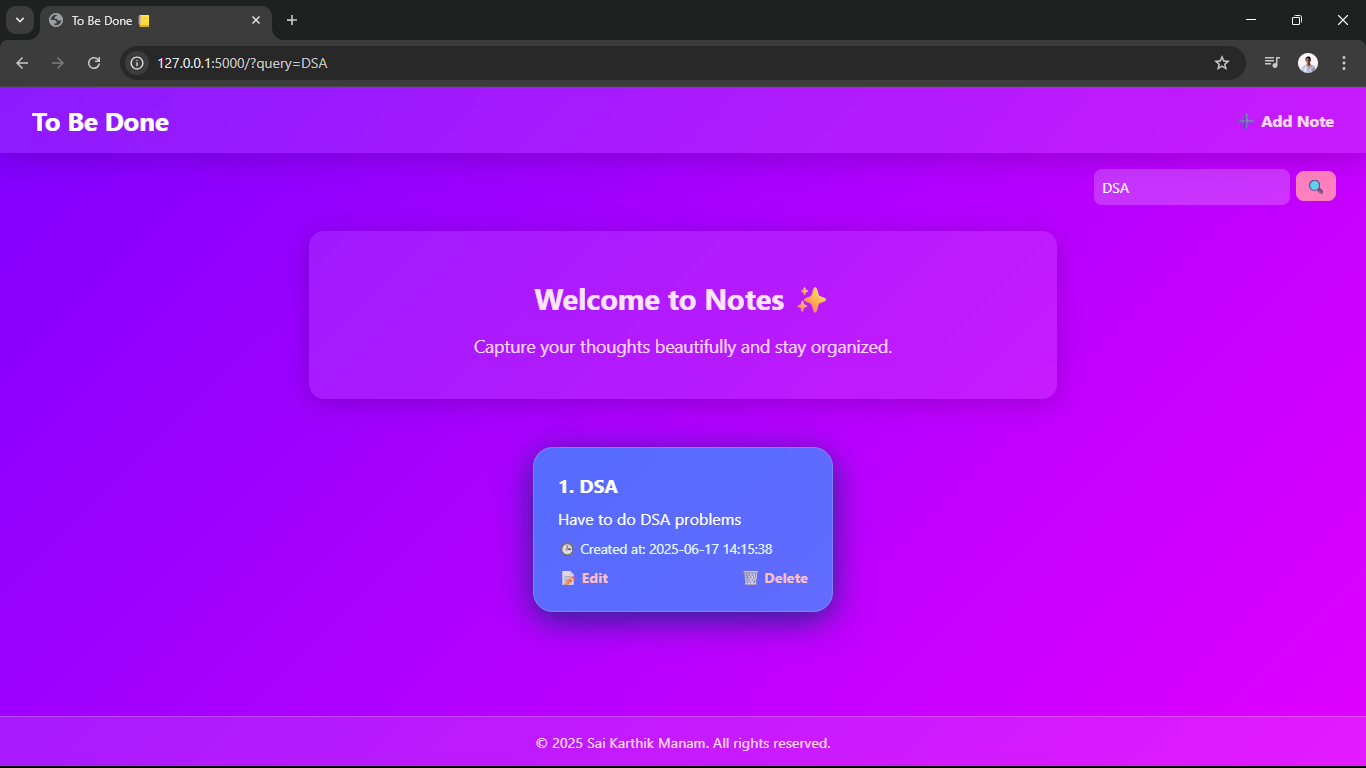 To Be Done 📒
127.0.0.1:5000/?query=DSA
To Be Done
➕ Add Note
DSA
🔍
Welcome to Notes ✨
Capture your thoughts beautifully and stay organized.
1. DSA
Have to do DSA problems
🕒 Created at: 2025-06-17 14:15:38
📝 Edit
🗑️ Delete
© 2025 Sai Karthik Manam. All rights reserved.